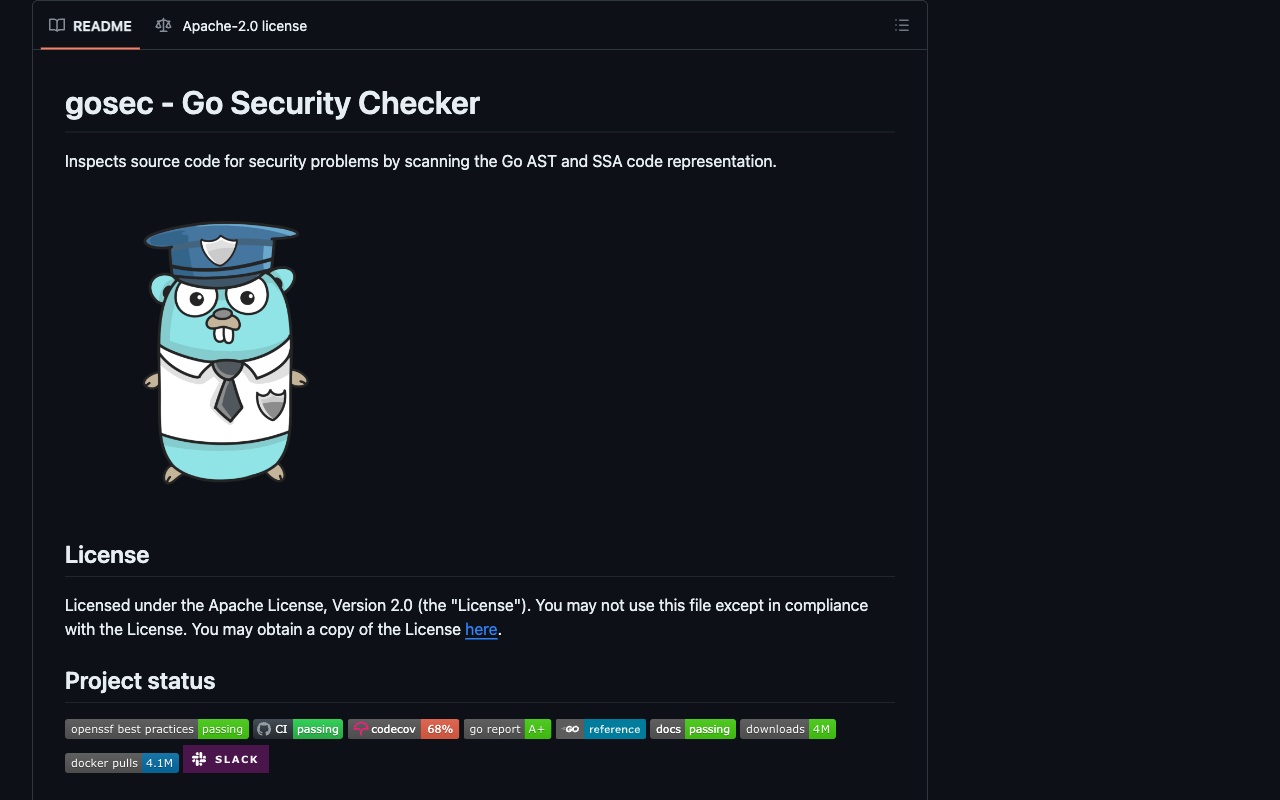 README Apache-2.0 license
gosec - Go Security Checker
Inspects source code for security problems by scanning the Go AST and SSA code representation.
License
Licensed under the Apache License, Version 2.0 (the "License"). You may not use this file except in compliance
with the License. You may obtain a copy of the License here.
Project status
openssf best practices passing CI passing codecov 68% go report A+ GO reference docs passing downloads 4M
docker pulls 4.1M SLACK